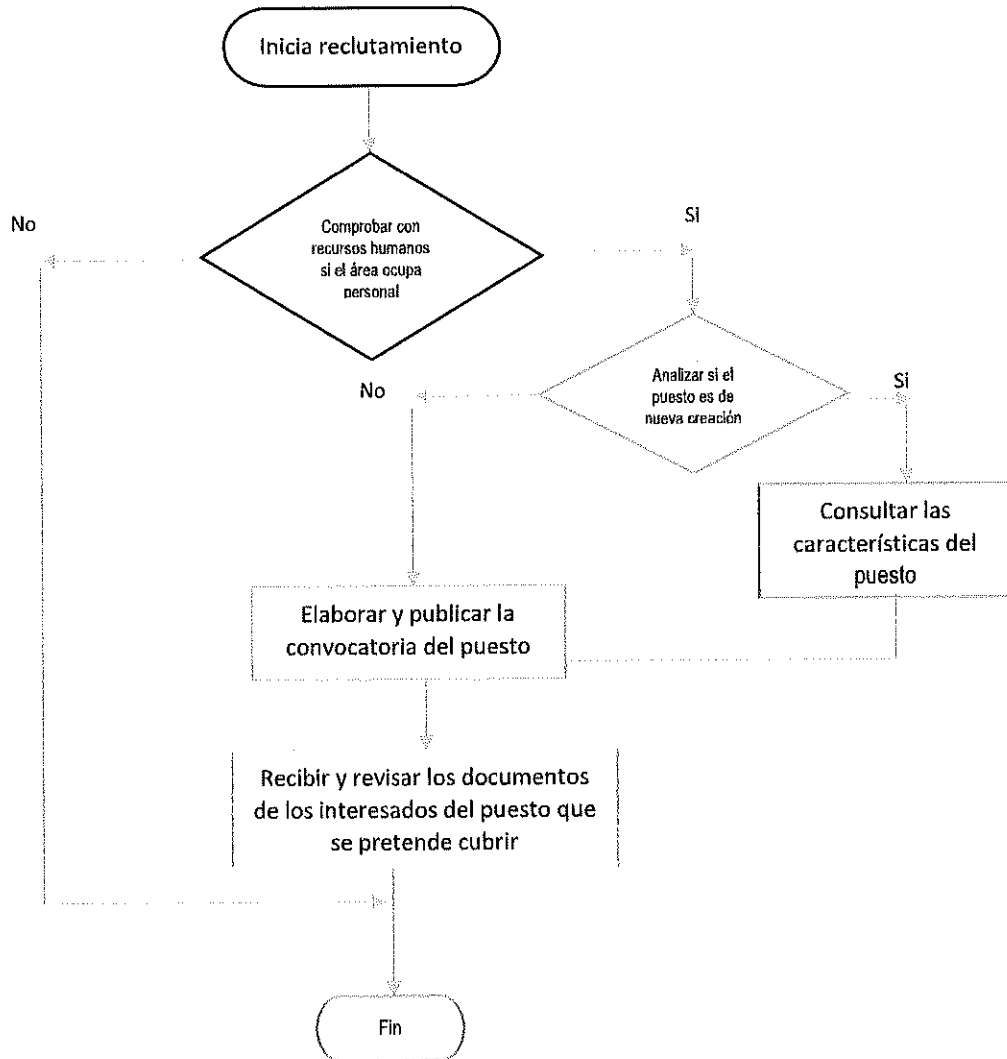 Inicia reclutamiento
Comprobar con
recursos humanos
si el área ocupa
personal
No
Si
Analizar si el
puesto es de
nueva creación
No
Si
Consultar las
características del
puesto
Elaborar y publicar la
convocatoria del puesto
Recibir y revisar los documentos
de los interesados del puesto que
se pretende cubrir
Fin